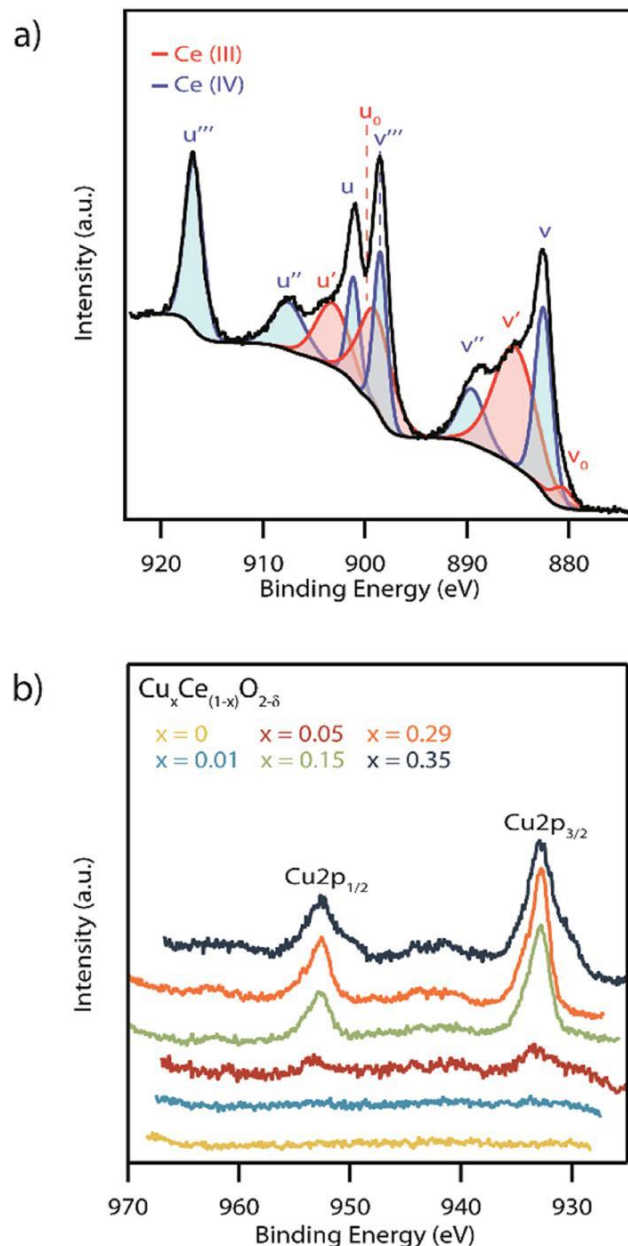 a)
Ce (III)
Ce (IV)
u‴
u″
u′
u
u₀
v‴
v″
v′
v
v₀
Intensity (a.u.)
920 910 900 890 880
Binding Energy (eV)
b)
CuₓCe₍₁₋ₓ₎O₂₋δ
x = 0 x = 0.05 x = 0.29
x = 0.01 x = 0.15 x = 0.35
Cu2p₁/₂
Cu2p₃/₂
Intensity (a.u.)
970 960 950 940 930
Binding Energy (eV)